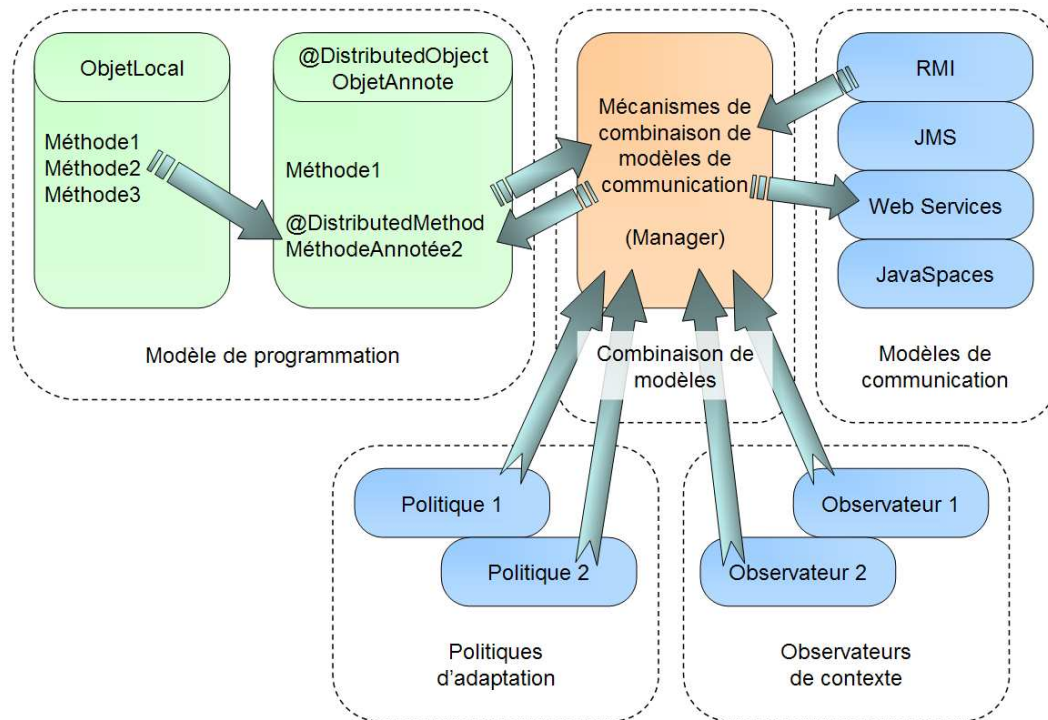 ObjetLocal
Méthode1
Méthode2
Méthode3
@DistributedObject
ObjetAnnote
Méthode1
@DistributedMethod
MéthodeAnnotée2
Modèle de programmation
Mécanismes de
combinaison de
modèles de
communication
(Manager)
Combinaison de
modèles
RMI
JMS
Web Services
JavaSpaces
Modèles de
communication
Politique 1
Politique 2
Politiques
d'adaptation
Observateur 1
Observateur 2
Observateurs
de contexte